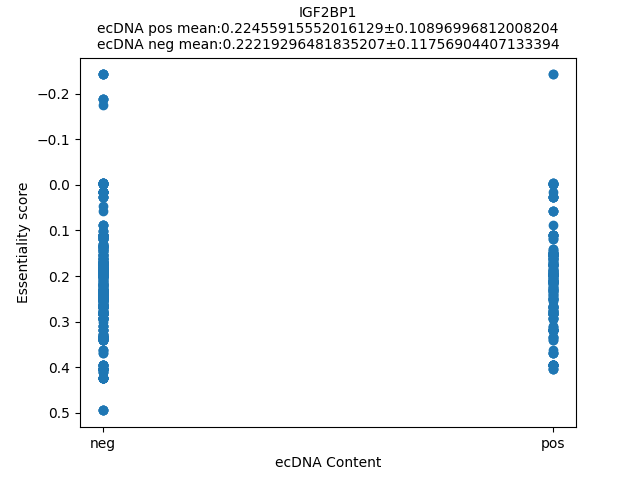 IGF2BP1
ecDNA pos mean:0.22455915552016129±0.10896996812008204
ecDNA neg mean:0.22219296481835207±0.11756904407133394
−0.2
−0.1
0.0
0.1
0.2
0.3
0.4
0.5
Essentiality score
neg
pos
ecDNA Content